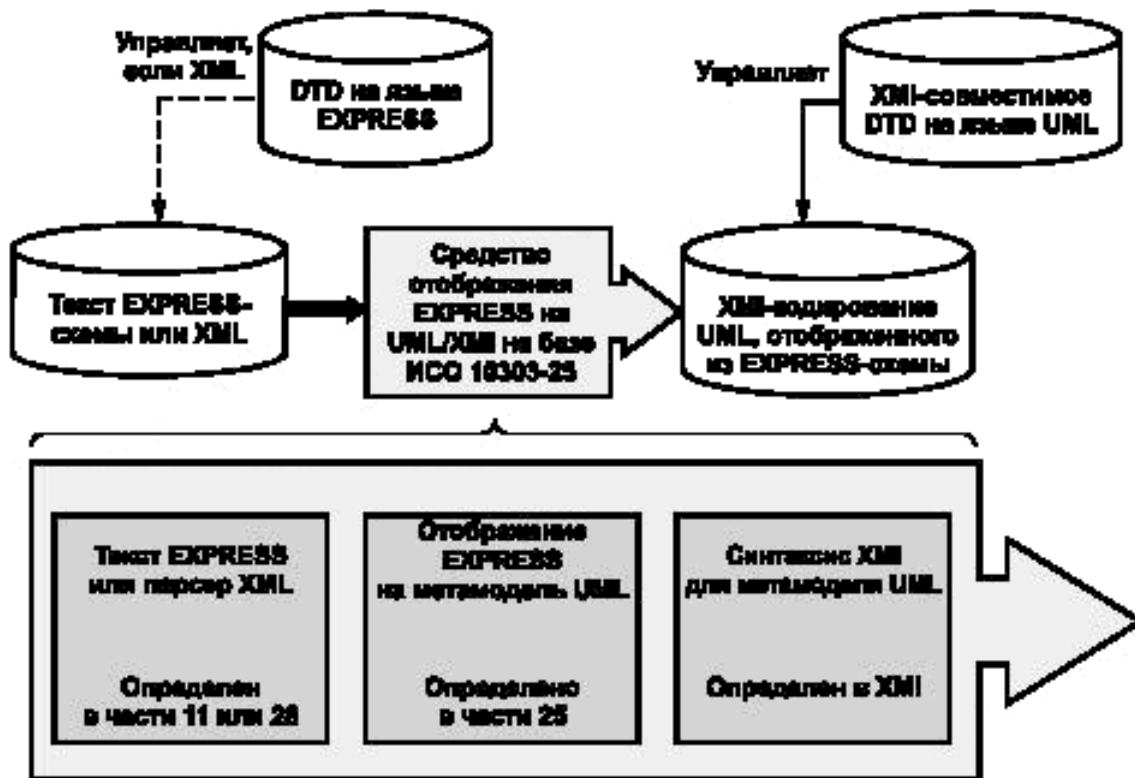 Управляет,
если XML
DTD на языке
EXPRESS
Управляет
XMI-совместимое
DTD на языке UML
Текст EXPRESS-
схемы или XML
Средство
отображения
EXPRESS на
UML/XMI на базе
ИСО 10303-25
XMI-кодирование
UML, отображенного
из EXPRESS-схемы
Текст EXPRESS
или парсер XML
Определен
в части 11 или 28
Отображение
EXPRESS
на метамодель UML
Определено
в части 25
Синтаксис XMI
для метамодели UML
Определен в XMI